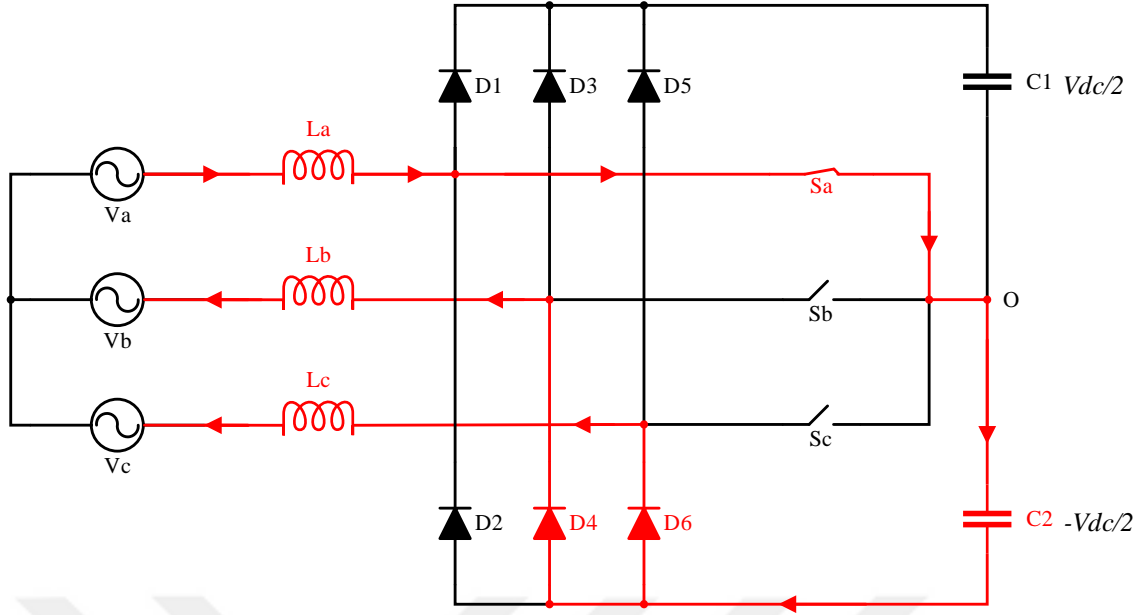 D1
D3
D5
C1 Vdc/2
La
Va
Sa
Lb
Vb
Sb
O
Lc
Vc
Sc
D2
D4
D6
C2 -Vdc/2